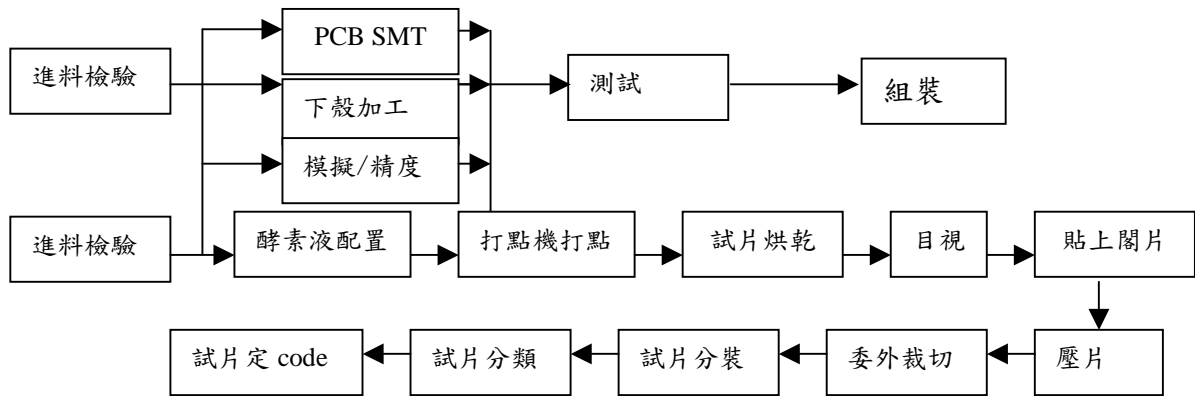 PCB SMT
進料檢驗
下殼加工
測試
組裝
模擬/精度
進料檢驗
酵素液配置
打點機打點
試片烘乾
目視
貼上閣片
試片定 code
試片分類
試片分裝
委外裁切
壓片